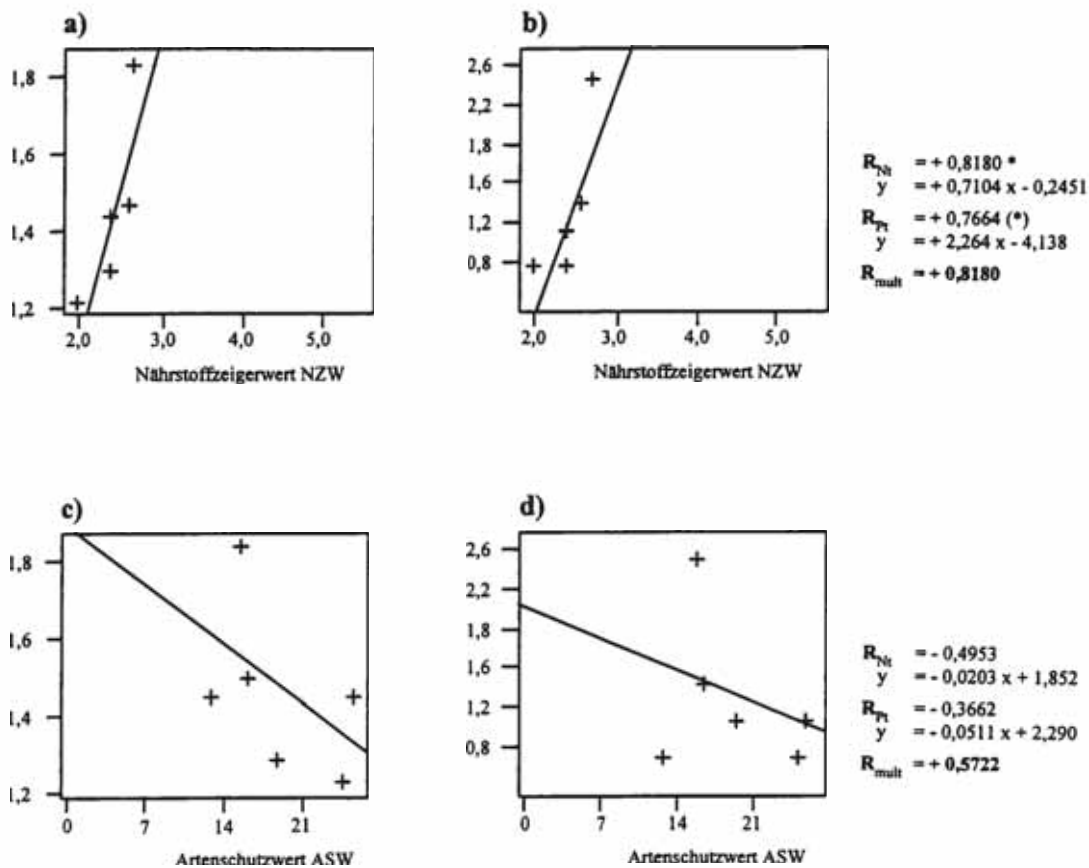 a)
1,8
1,6
1,4
1,2
2,0 3,0 4,0 5,0
Nährstoffzeigerwert NZW
b)
2,6
2,2
1,8
1,6
1,2
0,8
2,0 3,0 4,0 5,0
Nährstoffzeigerwert NZW
R_Nt = + 0,8180 *
y = + 0,7104 x - 0,2451
R_Pt = + 0,7664 (*)
y = + 2,264 x - 4,138
R_mult = + 0,8180
c)
1,8
1,6
1,4
1,2
0 7 14 21
Artenschutzwert ASW
d)
2,6
2,2
1,8
1,6
1,2
0,8
0 7 14 21
Artenschutzwert ASW
R_Nt = - 0,4953
y = - 0,0203 x + 1,852
R_Pt = - 0,3662
y = - 0,0511 x + 2,290
R_mult = + 0,5722